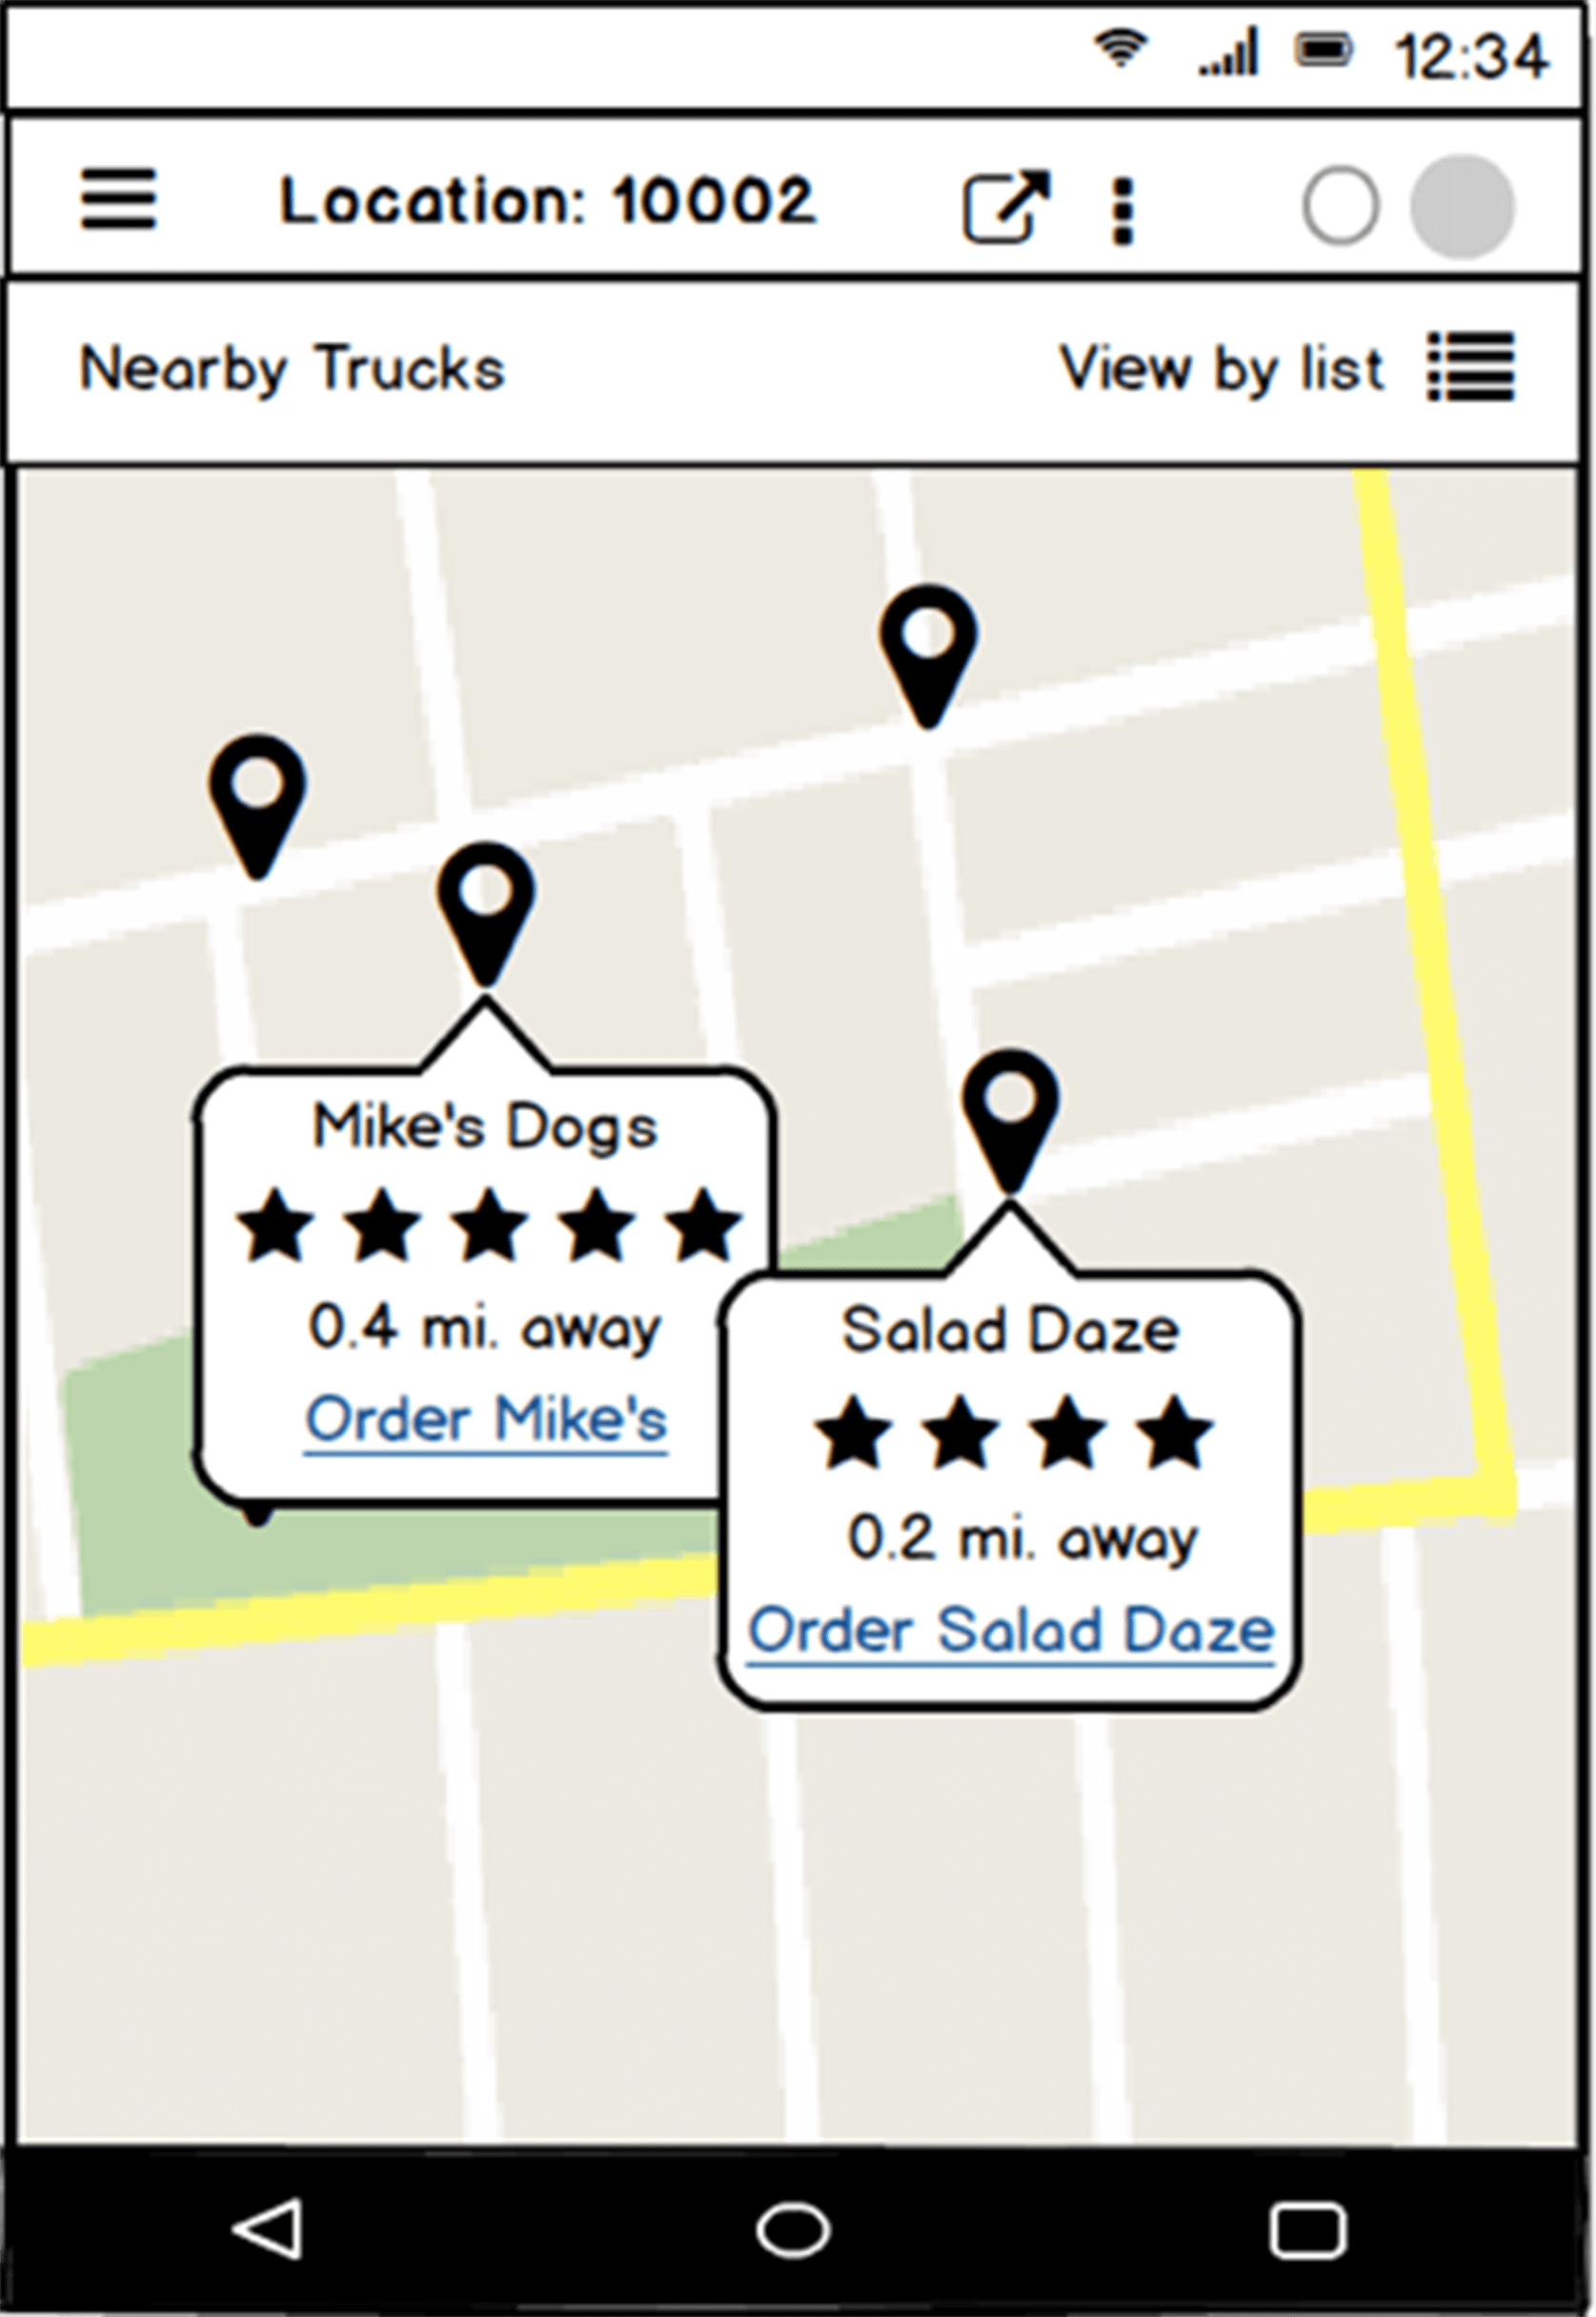 12:34
Location: 10002
Nearby Trucks
View by list
Mike's Dogs
0.4 mi. away
Order Mike's
Salad Daze
0.2 mi. away
Order Salad Daze